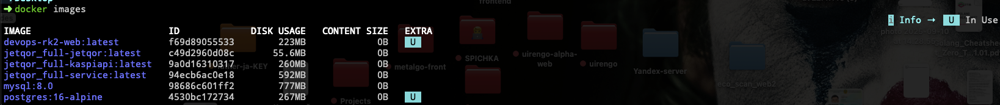 frontend
➜ docker images
i Info → U In Use
IMAGE ID DISK USAGE CONTENT SIZE EXTRA
devops-rk2-web:latest f69d89055533 223MB 0B U
jetqor_full-jetqor:latest c49d2960d08c 55.6MB 0B
jetqor_full-kaspiapi:latest 9a0d16310317 260MB 0B
jetqor_full-service:latest 94ecb6ac0e18 592MB 0B
mysql:8.0 98686c601ff2 777MB 0B
postgres:16-alpine 4530bc172734 267MB 0B U
metalgo-front
SPICHKA
uirengo-alpha-web
uirengo
Yandex-server
eco_scan_web2
Projects